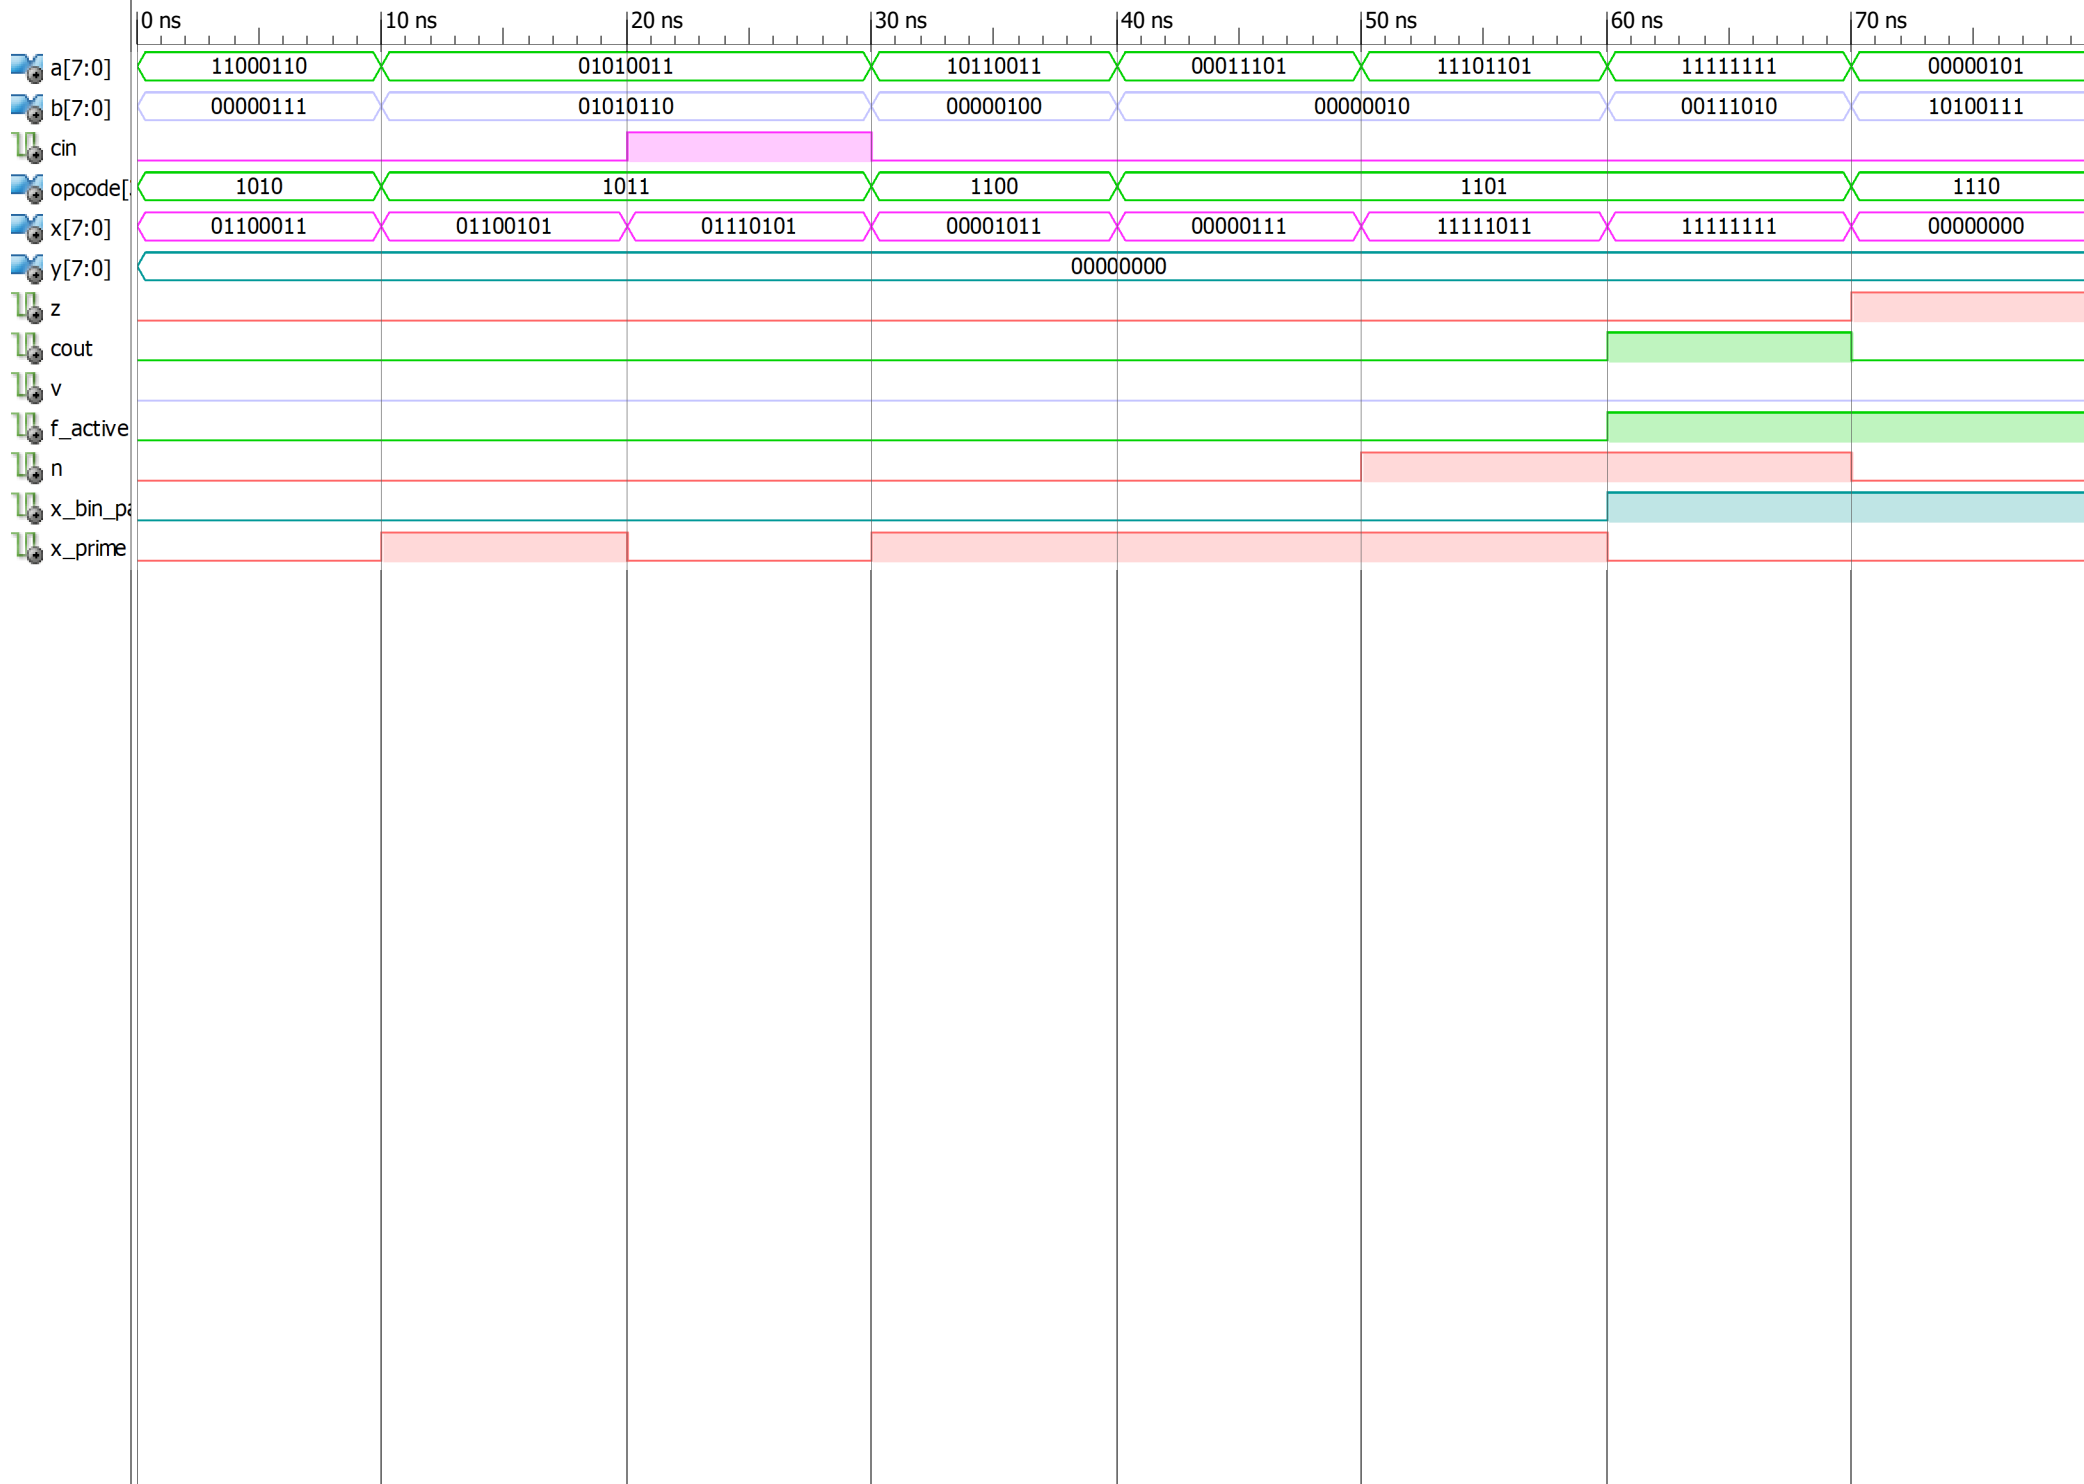 0 ns 10 ns 20 ns 30 ns 40 ns 50 ns 60 ns 70 ns
a[7:0] 11000110 01010011 10110011 00011101 11101101 11111111 00000101
b[7:0] 00000111 01010110 00000100 00000010 00111010 10100111
cin
opcode[ 1010 1011 1100 1101 1110
x[7:0] 01100011 01100101 01110101 00001011 00000111 11111011 11111111 00000000
y[7:0] 00000000
z
cout
v
f_active
n
x_bin_pa
x_prime